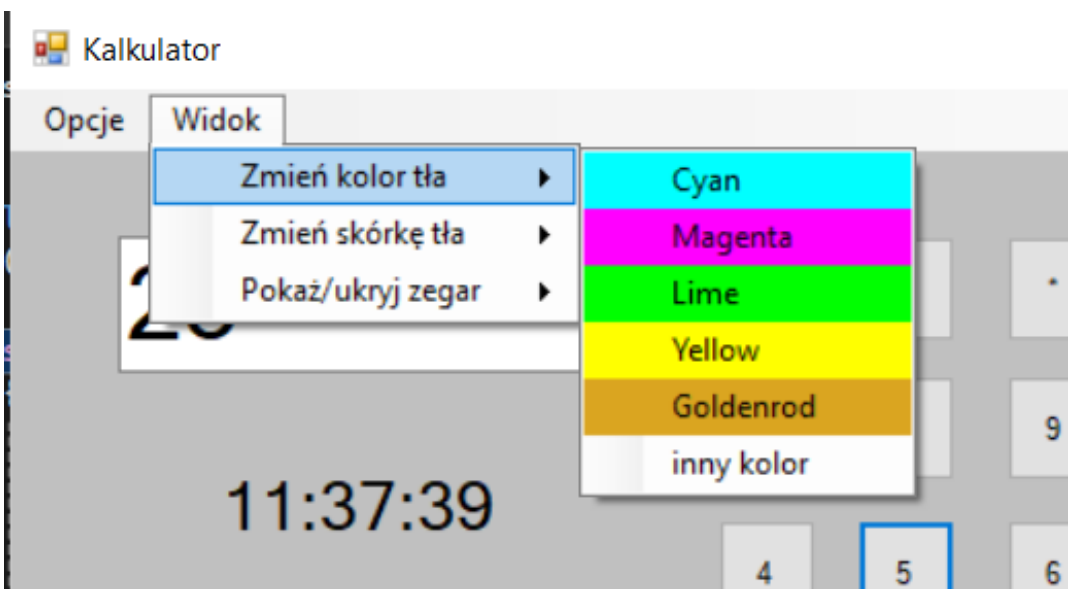 Kalkulator
Opcje Widok
Zmień kolor tła
Zmień skórkę tła
Pokaż/ukryj zegar
Cyan
Magenta
Lime
Yellow
Goldenrod
inny kolor
*
9
11:37:39
4 5 6